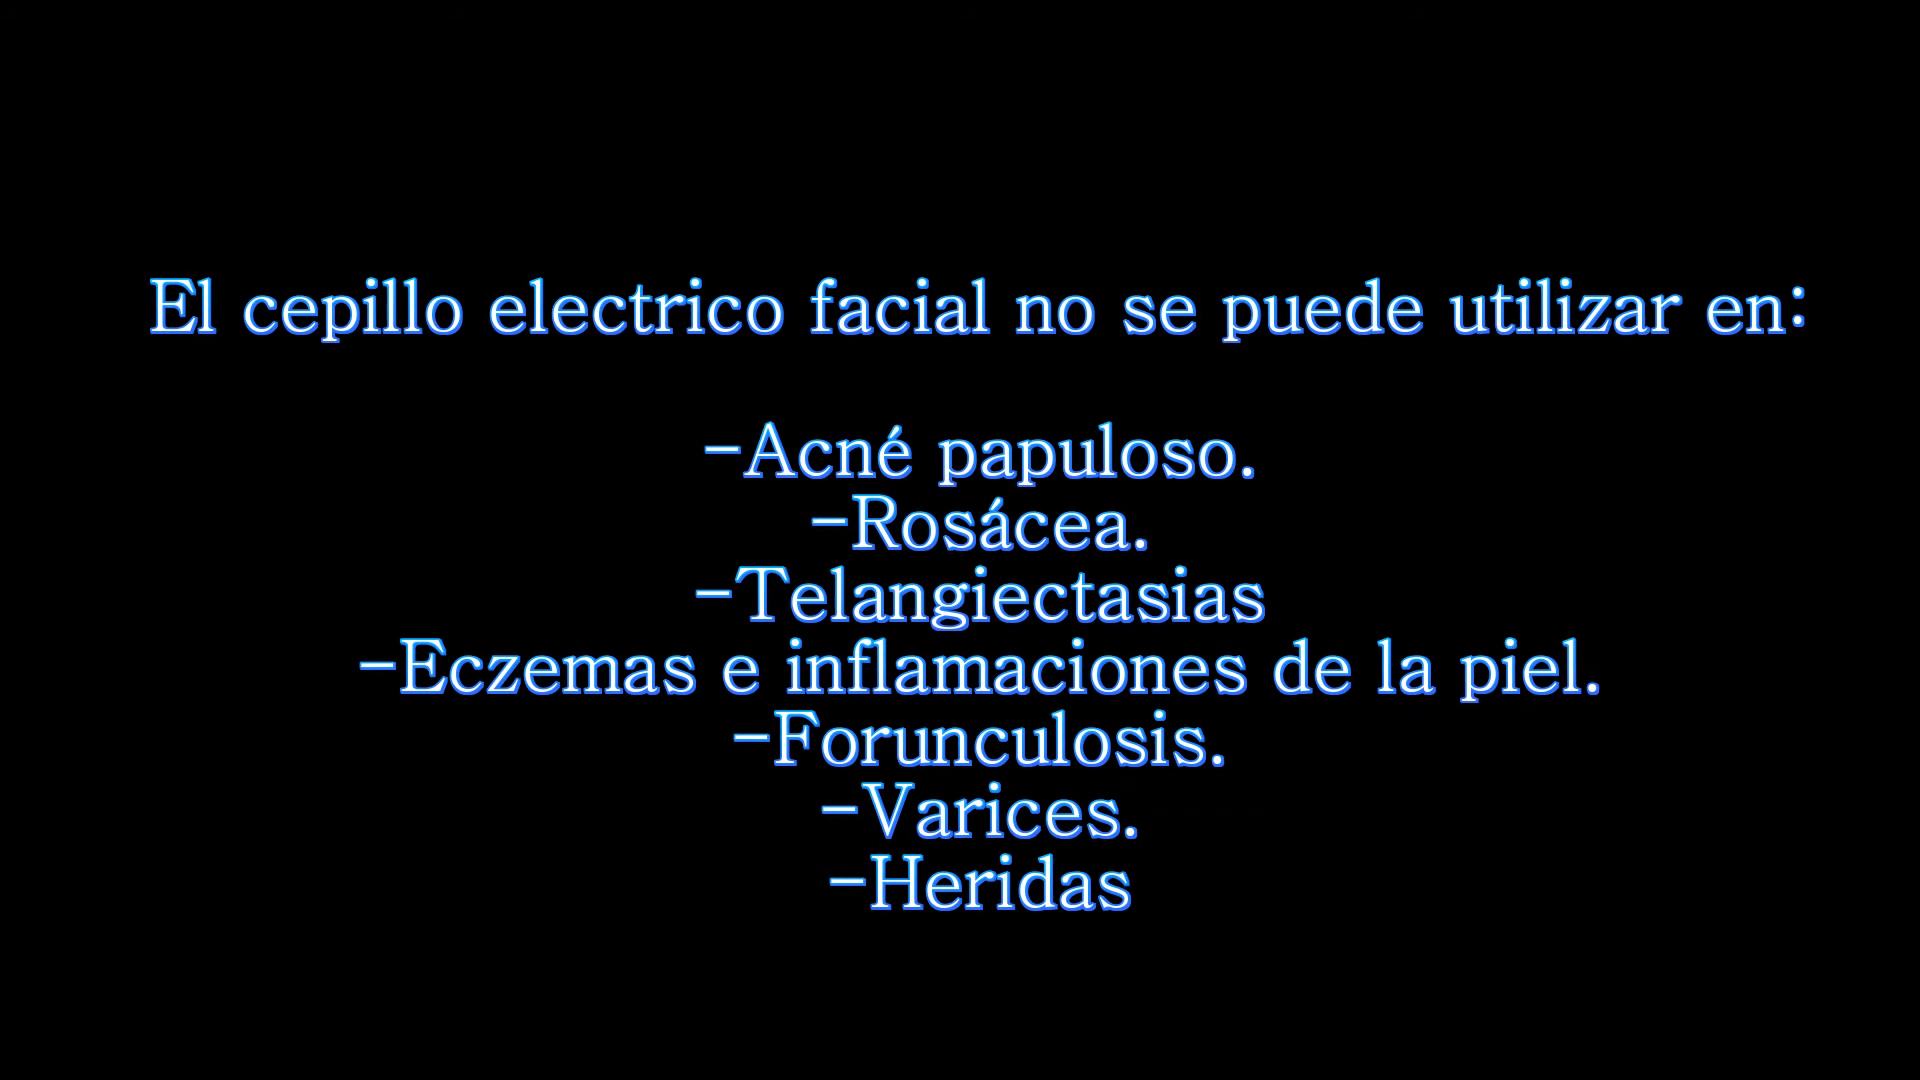 El cepillo electrico facial no se puede utilizar en:
-Acné papuloso.
-Rosácea.
-Telangiectasias
-Eczemas e inflamaciones de la piel.
-Forunculosis.
-Varices.
-Heridas